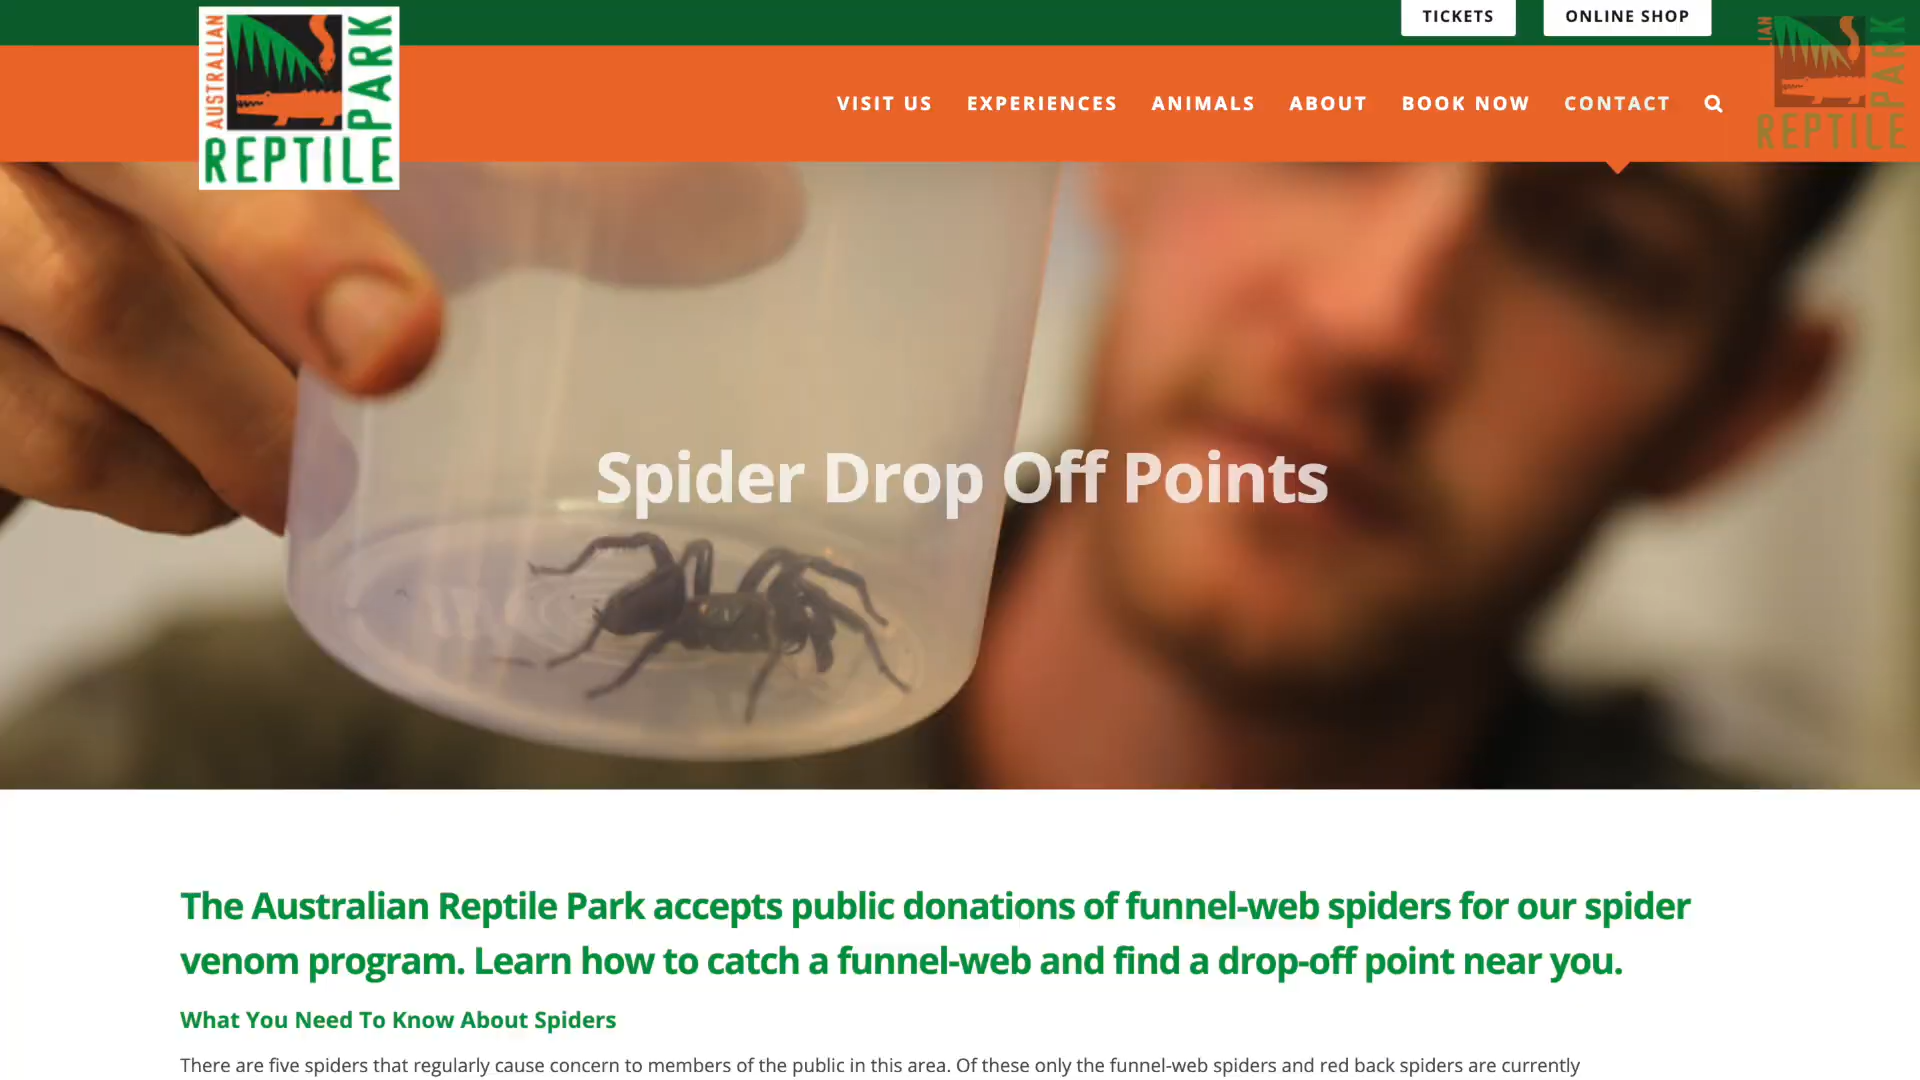 TICKETS
ONLINE SHOP
AUSTRALIAN
REPTILE
PARK
VISIT US
EXPERIENCES
ANIMALS
ABOUT
BOOK NOW
CONTACT
IAN
REPTILE
PARK
Spider Drop Off Points
The Australian Reptile Park accepts public donations of funnel-web spiders for our spider
venom program. Learn how to catch a funnel-web and find a drop-off point near you.
What You Need To Know About Spiders
There are five spiders that regularly cause concern to members of the public in this area. Of these only the funnel-web spiders and red back spiders are currently